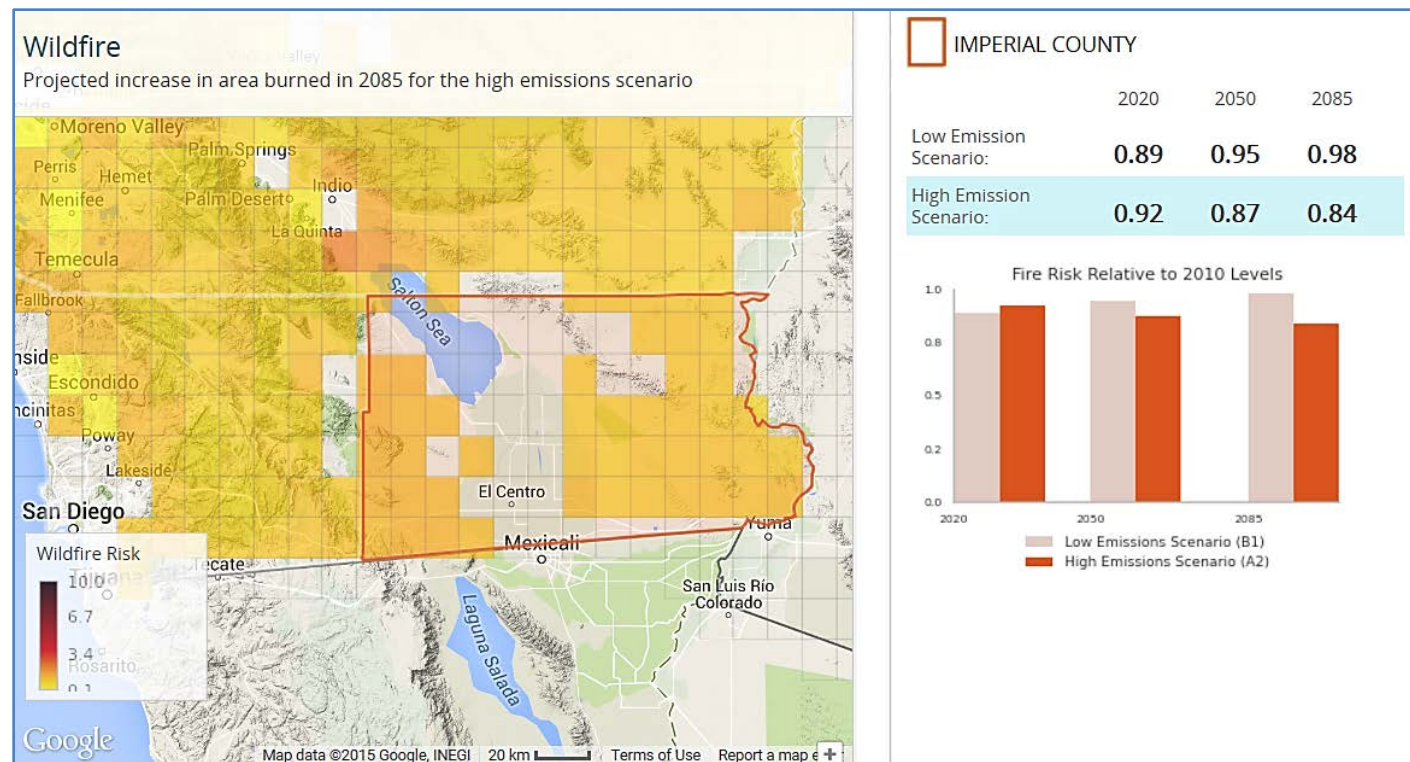 Wildfire
Projected increase in area burned in 2085 for the high emissions scenario
Moreno Valley
Palm Springs
Perris
Hemet
Indio
Menifee
Palm Desert
La Quinta
Temecula
Fallbrook
Salton Sea
Escondido
Poway
Lakeside
El Centro
San Diego
Yuma
Mexicali
Tecate
San Luis Río
Colorado
Laguna Salada
Wildfire Risk
10.0
6.7
3.4
0.1
Rosarito
Google
Map data ©2015 Google, INEGI 20 km Terms of Use Report a map e
+
IMPERIAL COUNTY
2020 2050 2085
Low Emission
Scenario: 0.89 0.95 0.98
High Emission
Scenario: 0.92 0.87 0.84
Fire Risk Relative to 2010 Levels
1.0
0.8
0.5
0.2
0.0
2020 2050 2085
Low Emissions Scenario (B1)
High Emissions Scenario (A2)